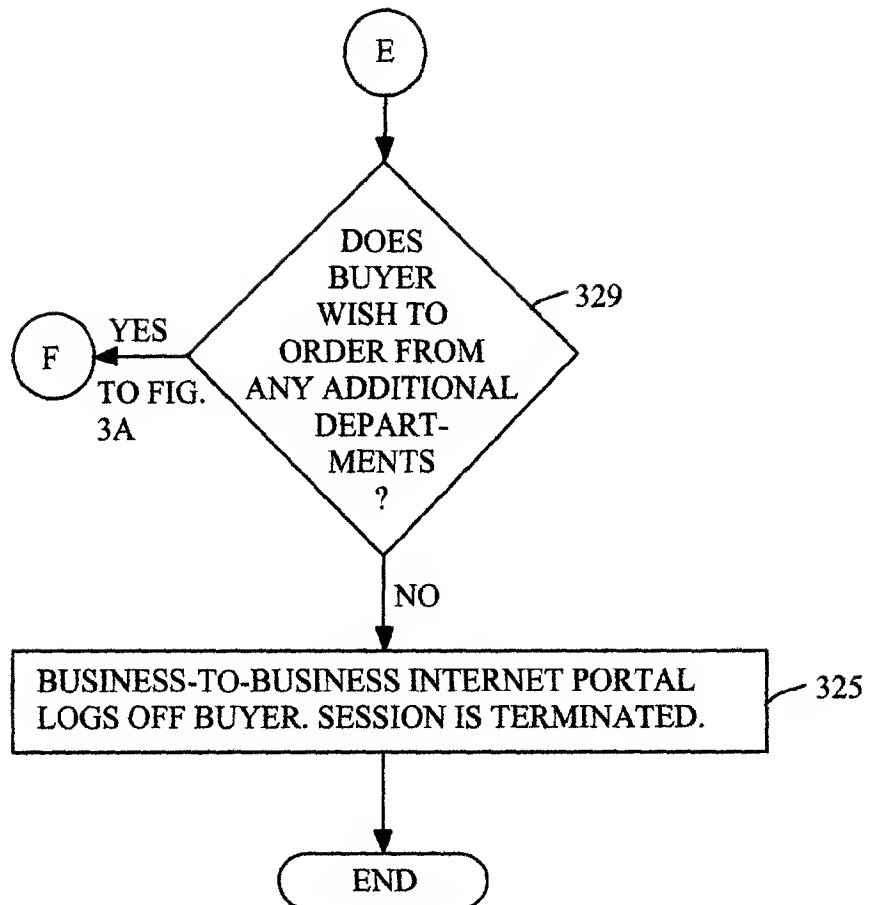 E
DOES
BUYER
WISH TO
ORDER FROM
ANY ADDITIONAL
DEPART-
MENTS
?
329
F
YES
TO FIG.
3A
NO
BUSINESS-TO-BUSINESS INTERNET PORTAL
LOGS OFF BUYER. SESSION IS TERMINATED.
325
END